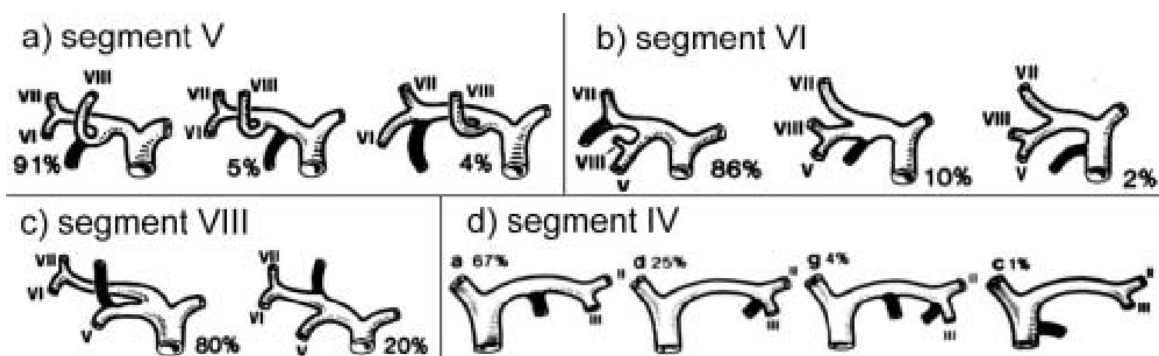 a) segment V
VII VIII
VI
91%
VII VIII
VI
5%
VII VIII
VI
4%
b) segment VI
VII
VIII
V
86%
VII
VIII
V
10%
VII
VIII
V
2%
c) segment VIII
VII
VI
V
80%
VII
VI
V
20%
d) segment IV
a 67%
II
III
d 25%
II
III
g 4%
II
III
c 1%
II
III